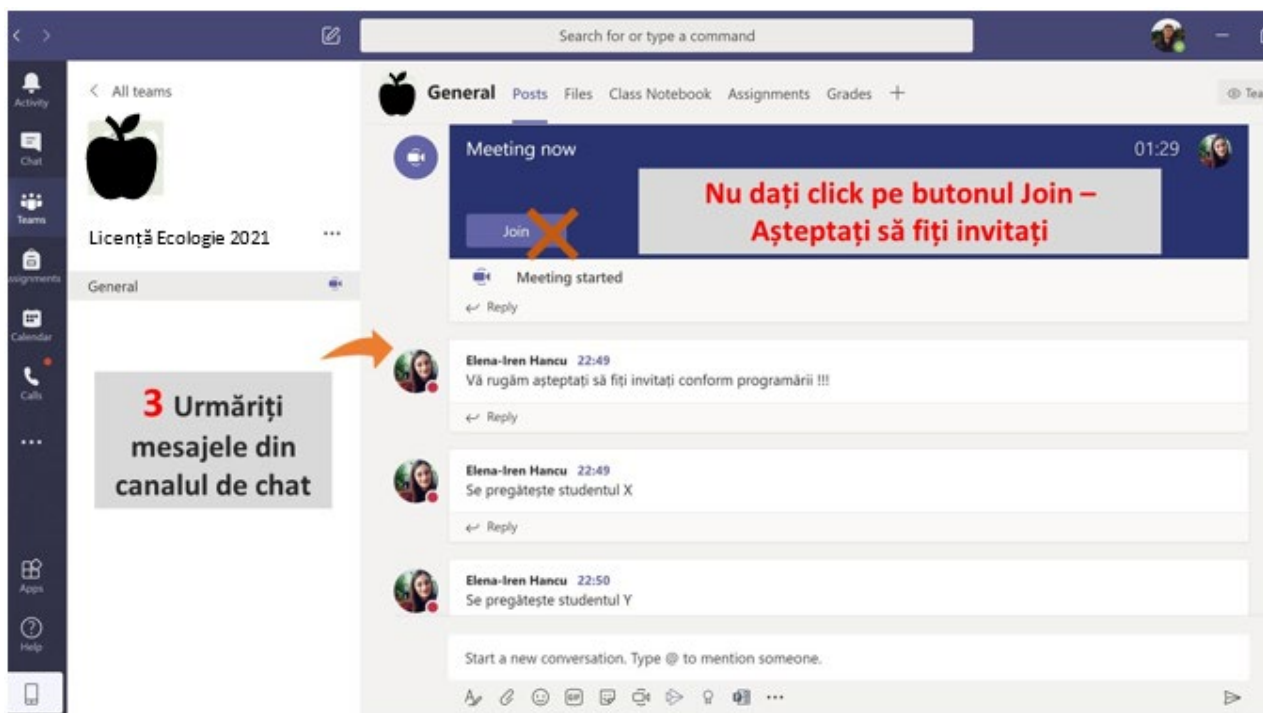 Search for or type a command
Activity
Chat
Teams
Assignments
Calendar
Calls
Apps
Help
All teams
Licență Ecologie 2021
General
3 Urmăriți
mesajele din
canalul de chat
General Posts Files Class Notebook Assignments Grades
Meeting now 01:29
Nu dați click pe butonul Join –
Așteptați să fiți invitați
Join
Meeting started
Reply
Elena-Iren Hancu 22:49
Vă rugăm așteptați să fiți invitați conform programării !!!
Reply
Elena-Iren Hancu 22:49
Se pregătește studentul X
Reply
Elena-Iren Hancu 22:50
Se pregătește studentul Y
Start a new conversation. Type @ to mention someone.
GIF